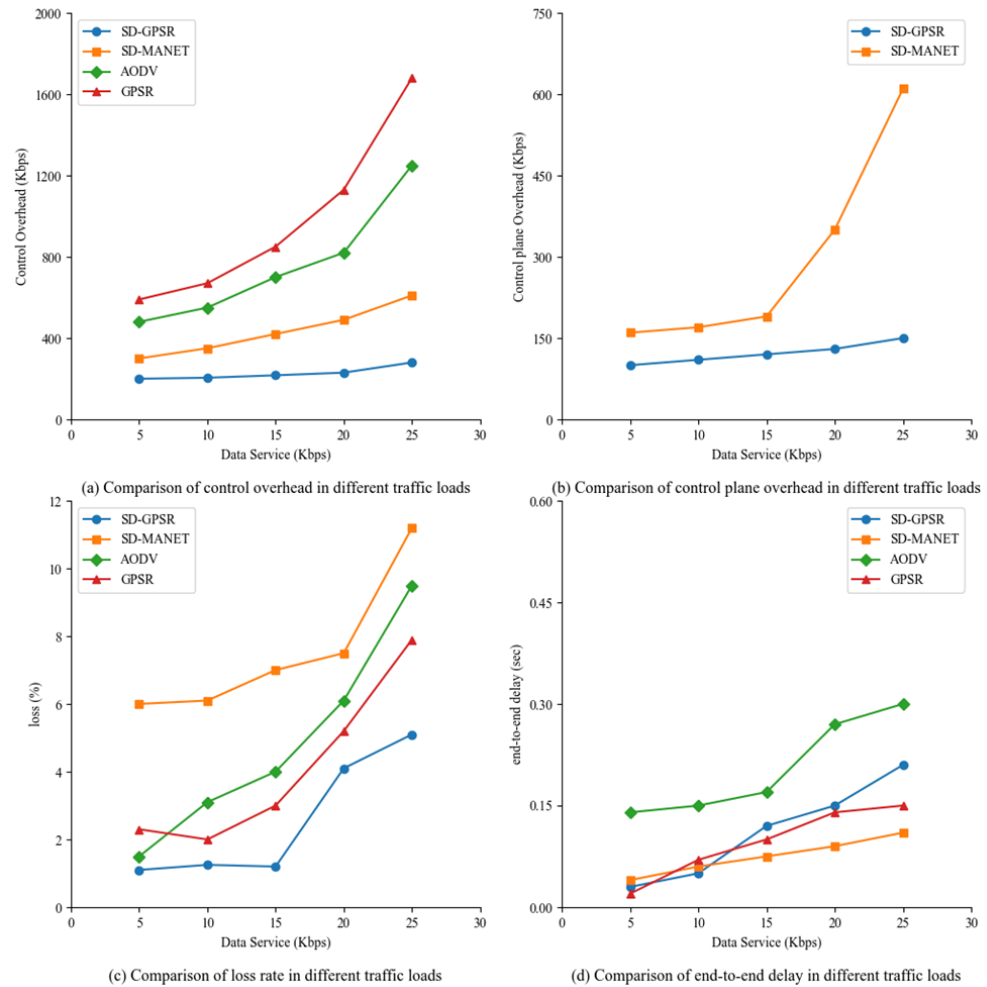 2000
1600
1200
800
400
0
Control Overhead (Kbps)
SD-GPSR
SD-MANET
AODV
GPSR
0 5 10 15 20 25 30
Data Service (Kbps)
(a) Comparison of control overhead in different traffic loads
750
600
450
300
150
0
Control plane Overhead (Kbps)
SD-GPSR
SD-MANET
0 5 10 15 20 25 30
Data Service (Kbps)
(b) Comparison of control plane overhead in different traffic loads
12
10
8
6
4
2
0
loss (%)
SD-GPSR
SD-MANET
AODV
GPSR
0 5 10 15 20 25 30
Data Service (Kbps)
(c) Comparison of loss rate in different traffic loads
0.60
0.45
0.30
0.15
0.00
end-to-end delay (sec)
SD-GPSR
SD-MANET
AODV
GPSR
0 5 10 15 20 25 30
Data Service (Kbps)
(d) Comparison of end-to-end delay in different traffic loads